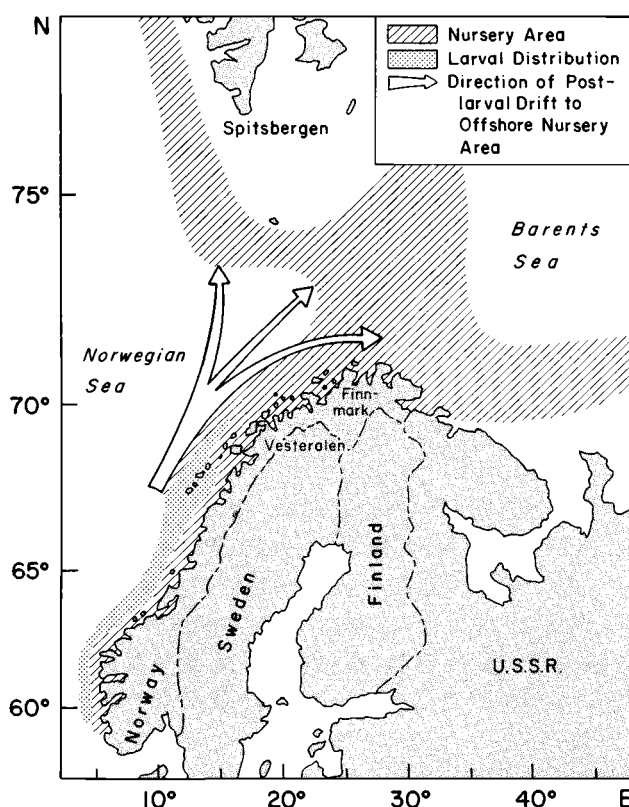 N
Nursery Area
Larval Distribution
Direction of Post-
larval Drift to
Offshore Nursery
Area
Spitsbergen
75°
Barents
Sea
Norwegian
Sea
70°
Finn-
mark
Vesteralen
65°
Sweden
Finland
Norway
U.S.S.R.
60°
10° 20° 30° 40° E